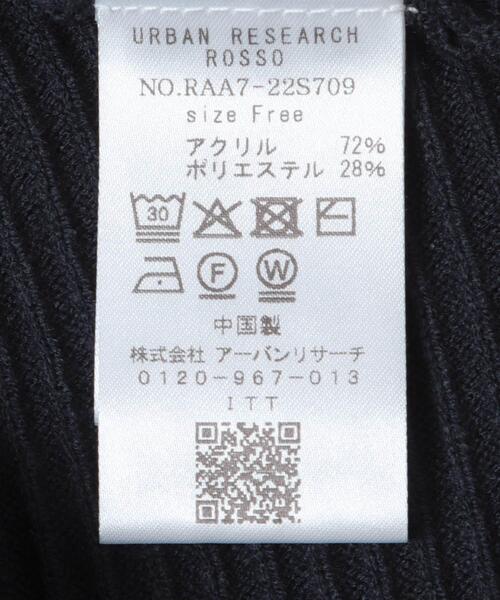 URBAN RESEARCH
ROSSO
NO.RAA7-22S709
size Free
アクリル 72%
ポリエステル 28%
30
F W
中国製
株式会社 アーバンリサーチ
0120-967-013
ITT